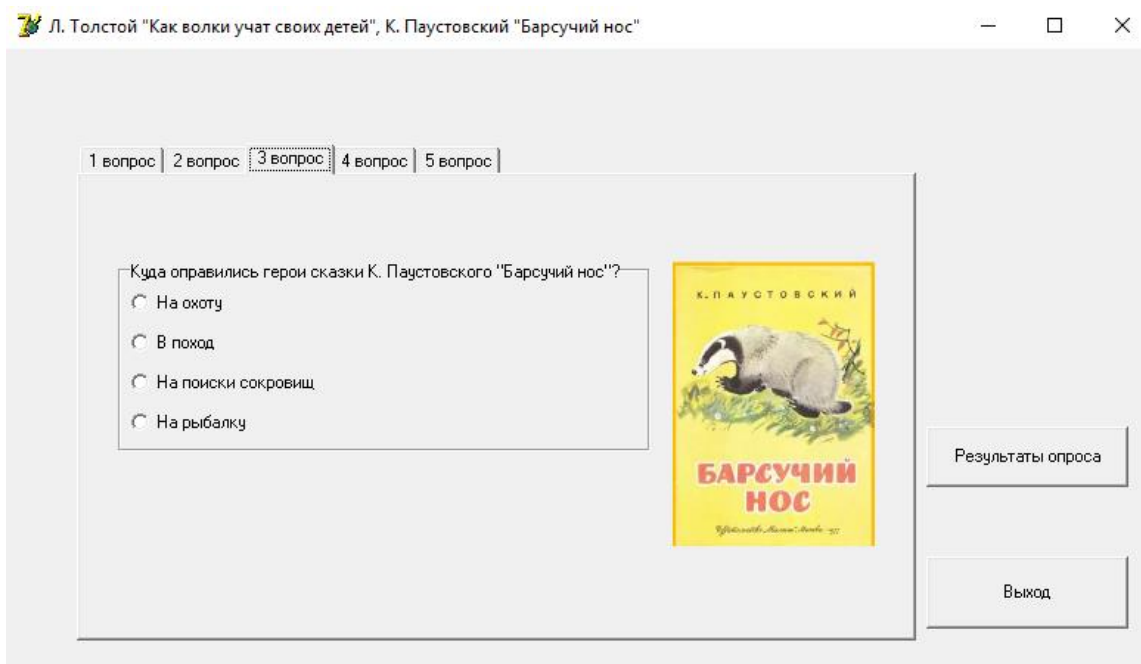 Л. Толстой "Как волки учат своих детей", К. Паустовский "Барсучий нос"
1 вопрос 2 вопрос 3 вопрос 4 вопрос 5 вопрос
Куда оправились герои сказки К. Паустовского "Барсучий нос"?
На охоту
В поход
На поиски сокровищ
На рыбалку
К. ПАУСТОВСКИЙ
БАРСУЧИЙ
НОС
Результаты опроса
Выход